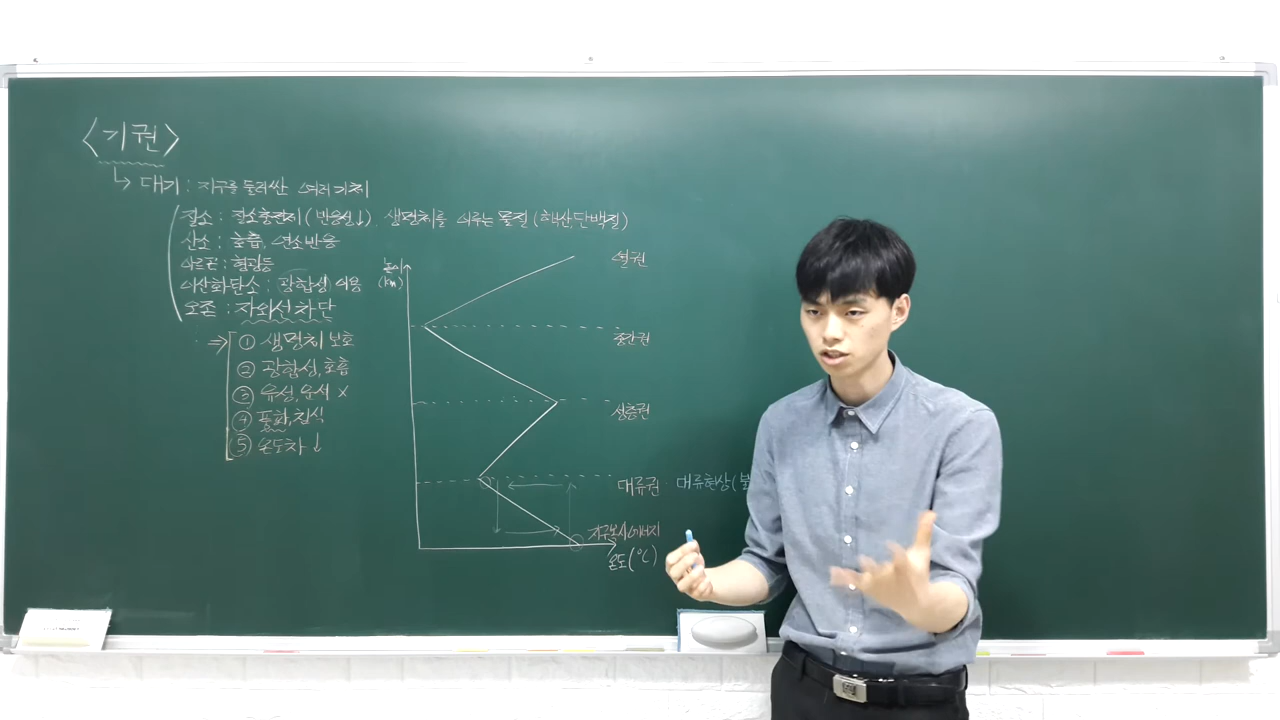 <기권>
↳ 대기 : 지구를 둘러싼 여러 기체
질소 : 질소충전제(반응성↓), 생명체를 이루는 물질(핵산,단백질)
산소 : 호흡, 연소반응
아르곤 : 형광등
이산화탄소 : 광합성 이용
오존 : 자외선 차단
⇒ ① 생명체 보호
② 광합성, 호흡
③ 유성, 운석 X
④ 풍화, 침식
⑤ 온도차 ↓
높이
(km)
열권
중간권
성층권
대류권 · 대류현상(불
지구복사에너지
온도(℃)